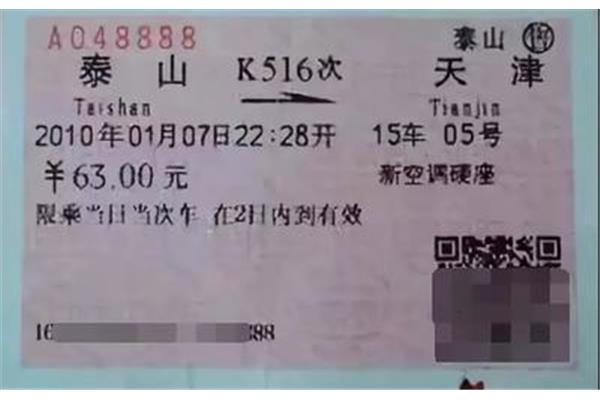 A048888 泰山 售
泰山 K516次 天津
Taishan Tianjin
2010年01月07日22:28开 15车 05号
¥63.00元 新空调硬座
限乘当日当次车 在2日内到有效
16 888